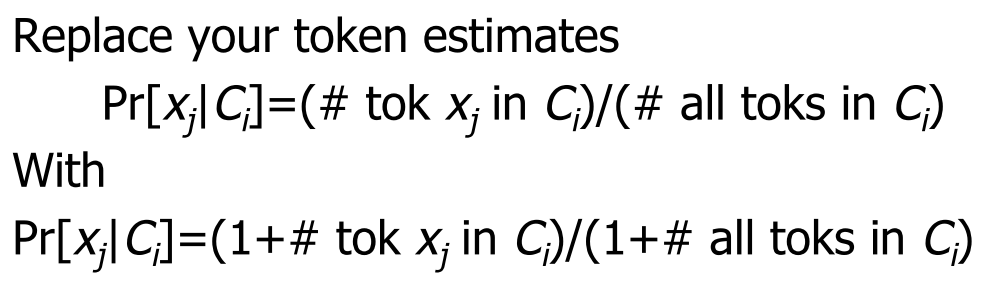 Replace your token estimates
Pr[xj|Ci]=(# tok xj in Ci)/(# all toks in Ci)
With
Pr[xj|Ci]=(1+# tok xj in Ci)/(1+# all toks in Ci)